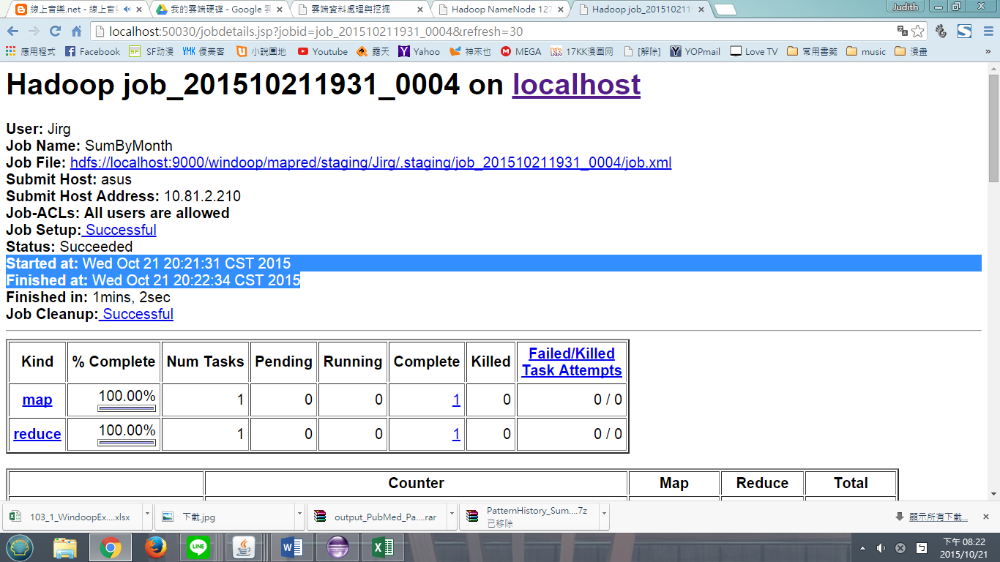 線上音樂.net - 線上音
我的雲端硬碟 - Google 雲
雲端資料處理與挖掘
Hadoop NameNode 127
Hadoop job_2015102119
Judith
localhost:50030/jobdetails.jsp?jobid=job_201510211931_0004&refresh=30
應用程式 Facebook SF动漫 優美客 小說園地 Youtube 露天 Yahoo 神來也 MEGA 17KK漫画网 [解除] YOPmail Love TV 常用書籤 music 漫畫 »
Hadoop job_201510211931_0004 on localhost
User: Jirg
Job Name: SumByMonth
Job File: hdfs://localhost:9000/windoop/mapred/staging/Jirg/.staging/job_201510211931_0004/job.xml
Submit Host: asus
Submit Host Address: 10.81.2.210
Job-ACLs: All users are allowed
Job Setup: Successful
Status: Succeeded
Started at: Wed Oct 21 20:21:31 CST 2015
Finished at: Wed Oct 21 20:22:34 CST 2015
Finished in: 1mins, 2sec
Job Cleanup: Successful
Kind % Complete Num Tasks Pending Running Complete Killed Failed/Killed Task Attempts
map 100.00% 1 0 0 1 0 0 / 0
reduce 100.00% 1 0 0 1 0 0 / 0
Counter Map Reduce Total
103_1_WindoopEx....xlsx
下載.jpg
output_PubMed_Pa....rar
PatternHistory_Sum....7z
已移除
顯示所有下載...
LINE
下午 08:22
2015/10/21